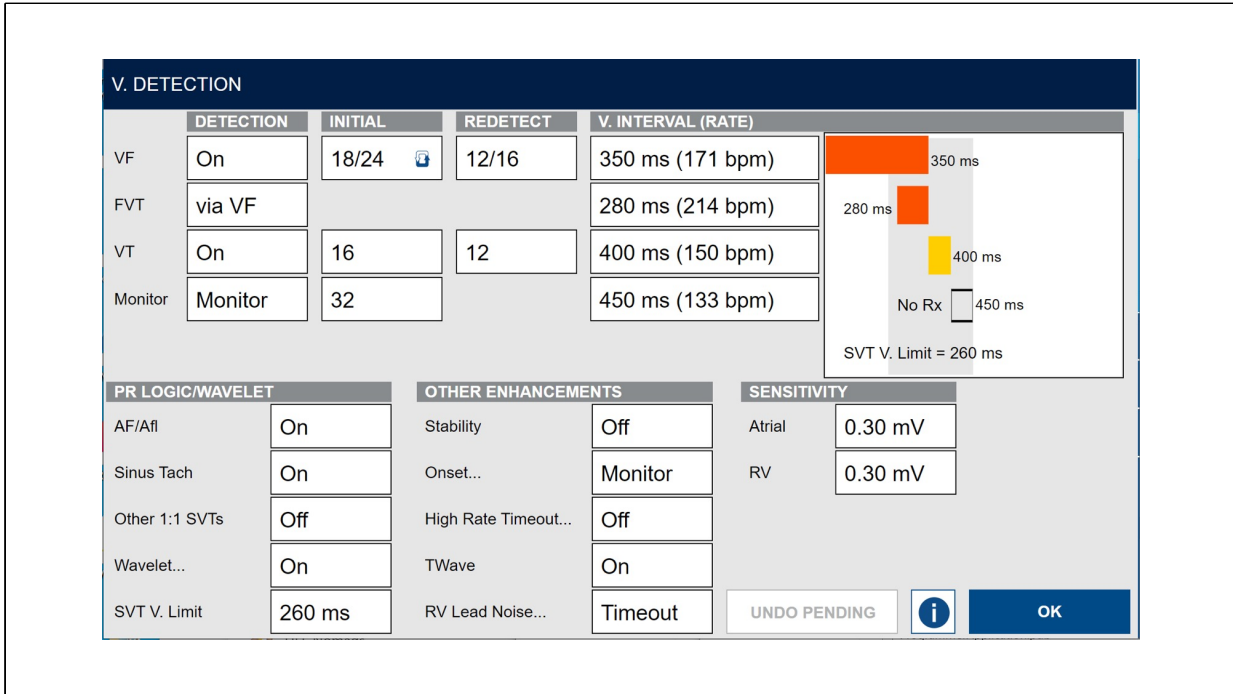 V. DETECTION
DETECTION INITIAL REDETECT V. INTERVAL (RATE)
VF On 18/24 12/16 350 ms (171 bpm) 350 ms
FVT via VF 280 ms (214 bpm) 280 ms
VT On 16 12 400 ms (150 bpm) 400 ms
Monitor Monitor 32 450 ms (133 bpm) No Rx 450 ms
SVT V. Limit = 260 ms
PR LOGIC/WAVELET OTHER ENHANCEMENTS SENSITIVITY
AF/Afl On Stability Off Atrial 0.30 mV
Sinus Tach On Onset... Monitor RV 0.30 mV
Other 1:1 SVTs Off High Rate Timeout... Off
Wavelet... On TWave On
SVT V. Limit 260 ms RV Lead Noise... Timeout UNDO PENDING i OK